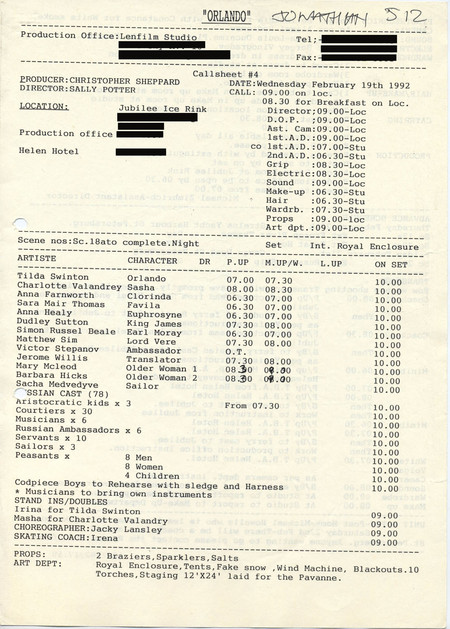 "ORLANDO" JONATHAN 512
Production Office:Lenfilm Studio Tel;-
Fax:-
Callsheet #4
PRODUCER:CHRISTOPHER SHEPPARD DATE:Wednesday February 19th 1992
DIRECTOR:SALLY POTTER CALL: 09.00 on loc.
08.30 for Breakfast on Loc.
LOCATION: Jubilee Ice Rink Director;09.00-Loc
D.O.P. :09.00-Loc
Ast. Cam:09.00-Loc
Production office 1st.A.D.:09.00-Loc
co 1st.A.D.:07.00-Stu
Helen Hotel 2nd.A.D.:06.30-Stu
Grip :08.30-Loc
Electric:08.30-Loc
Sound :09.00-Loc
Make-up :06.30-Stu
Hair :06.30-Stu
Wardrb. :07.30-Stu
Props :09.00-loc
Art dpt.:09.00-Loc
Scene nos:Sc.18ato complete.Night Set Int. Royal Enclosure
ARTISTE CHARACTER DR P.UP M.UP/W. L.UP ON SET
Tilda Swinton Orlando 07.00 07.30 10.00
Charlotte Valandrey Sasha 08.00 08.30 10.00
Anna Farnworth Clorinda 06.30 07.00 10.00
Sara Mair Thomas Favila 06.30 07.00 10.00
Anna Healy Euphrosyne 06.30 07.00 10.00
Dudley Sutton King James 07.30 08.00 10.00
Simon Russel Beale Earl Moray 06.30 07.00 10.00
Matthew Sim Lord Vere 07.30 08.00 10.00
Victor Stepanov Ambassador O.T. 10.00
Jerome Willis Translator 07.30 08.00 10.00
Mary Mcleod Older Woman 1 10.00
Barbara Hicks Older Woman 2 10.00
Sacha Medvedyve Sailor
SSIAN CAST (78)
Aristocratic kids x 3 From 07.30 10.00
Courtiers x 30 10.00
Musicians x 6 10.00
Russian Ambassadors x 6 10.00
Servants x 10 10.00
Sailors x 3 10.00
Peasants x 8 Men 10.00
8 Women 10.00
4 Children 10.00
Codpiece Boys to Rehearse with sledge and Harness 10.00
* Musicians to bring own instruments
STAND INS/DOUBLES
Irina for Tilda Swinton 09.00
Masha for Charlotte Valandry 09.00
CHOREOGRAPHER:Jacky Lansley 09.00
SKATING COACH:Irena 09.00
PROPS: 2 Braziers,Sparklers,Salts
ART DEPT: Royal Enclosure,Tents,Fake snow ,Wind Machine, Blackouts.10
Torches,Staging 12'X24' laid for the Pavanne.